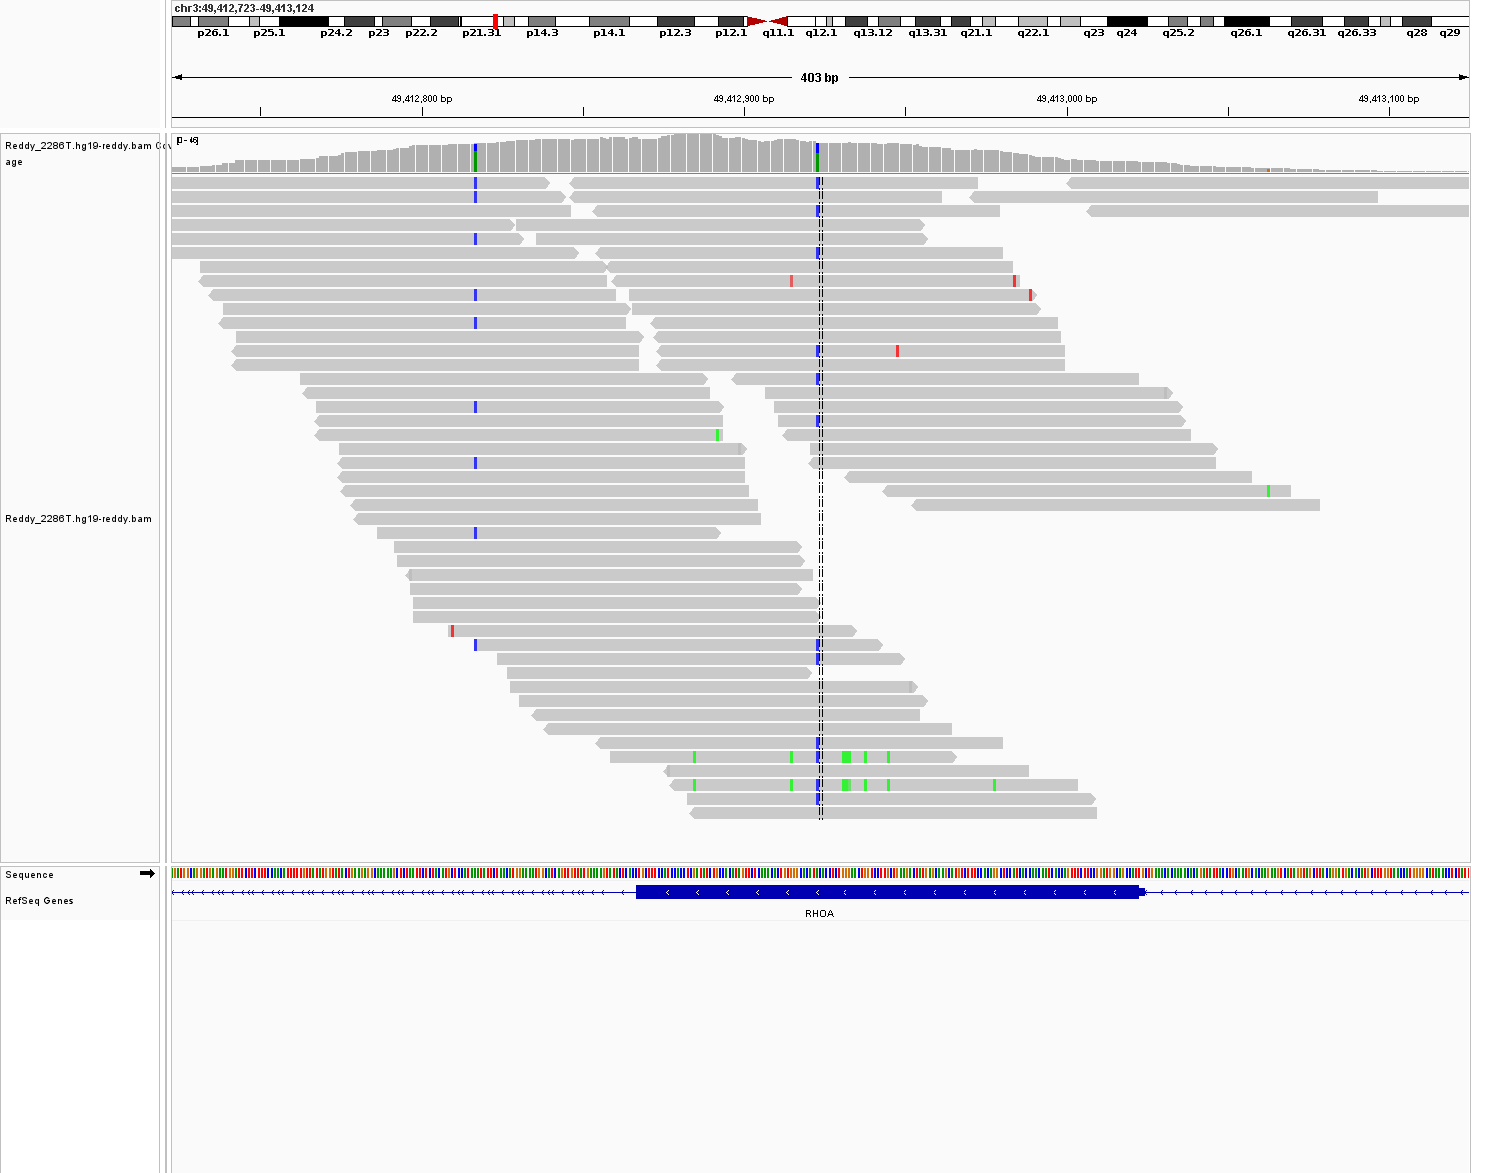 chr3:49,412,723-49,413,124
p26.1 p25.1 p24.2 p23 p22.2 p21.31 p14.3 p14.1 p12.3 p12.1 q11.1 q12.1 q13.12 q13.31 q21.1 q22.1 q23 q24 q25.2 q26.1 q26.31 q26.33 q28 q29
403 bp
49,412,800 bp 49,412,900 bp 49,413,000 bp 49,413,100 bp
Reddy_2286T.hg19-reddy.bam Cov
age
[0 - 46]
Reddy_2286T.hg19-reddy.bam
Sequence
RefSeq Genes
RHOA